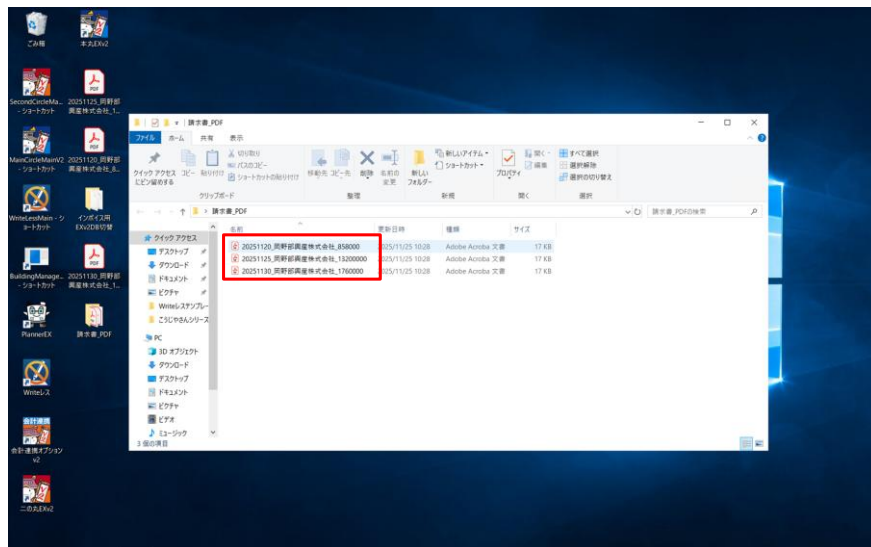 ごみ箱
本丸EXv2
SecondCircleMa...
- ショートカット
20251125_岡野部
興産株式会社_1...
MainCircleMainV2
- ショートカット
20251120_岡野部
興産株式会社_8...
WriteLessMain - シ
ョートカット
インボイス用
EXv2DB切替
BuildingManage...
- ショートカット
20251130_岡野部
興産株式会社_1...
PlannerEX
請求書_PDF
Writeレス
会計連携
会計連携オプション
v2
二の丸EXv2
請求書_PDF
ファイル ホーム 共有 表示
クイック アクセス
にピン留めする
コピー
貼り付け
切り取り
パスのコピー
ショートカットの貼り付け
クリップボード
移動先
コピー先
削除
名前の
変更
整理
新しい
フォルダー
新しいアイテム
ショートカット
新規
プロパティ
開く
編集
開く
すべて選択
選択解除
選択の切り替え
選択
請求書_PDF
請求書_PDFの検索
名前 更新日時 種類 サイズ
20251120_岡野部興産株式会社_858000 2025/11/25 10:28 Adobe Acroba 文書 17 KB
20251125_岡野部興産株式会社_13200000 2025/11/25 10:28 Adobe Acroba 文書 17 KB
20251130_岡野部興産株式会社_1760000 2025/11/25 10:28 Adobe Acroba 文書 17 KB
クイック アクセス
デスクトップ
ダウンロード
ドキュメント
ピクチャ
Writeレステンプレー
こうじやさんシリーズ
PC
3D オブジェクト
ダウンロード
デスクトップ
ドキュメント
ピクチャ
ビデオ
ミュージック
3 個の項目